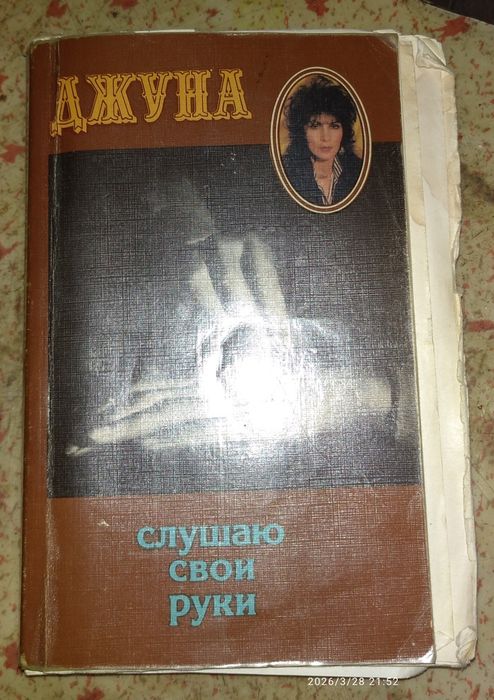 ДЖУНА
слушаю
свои
руки
2026/3/28 21:52